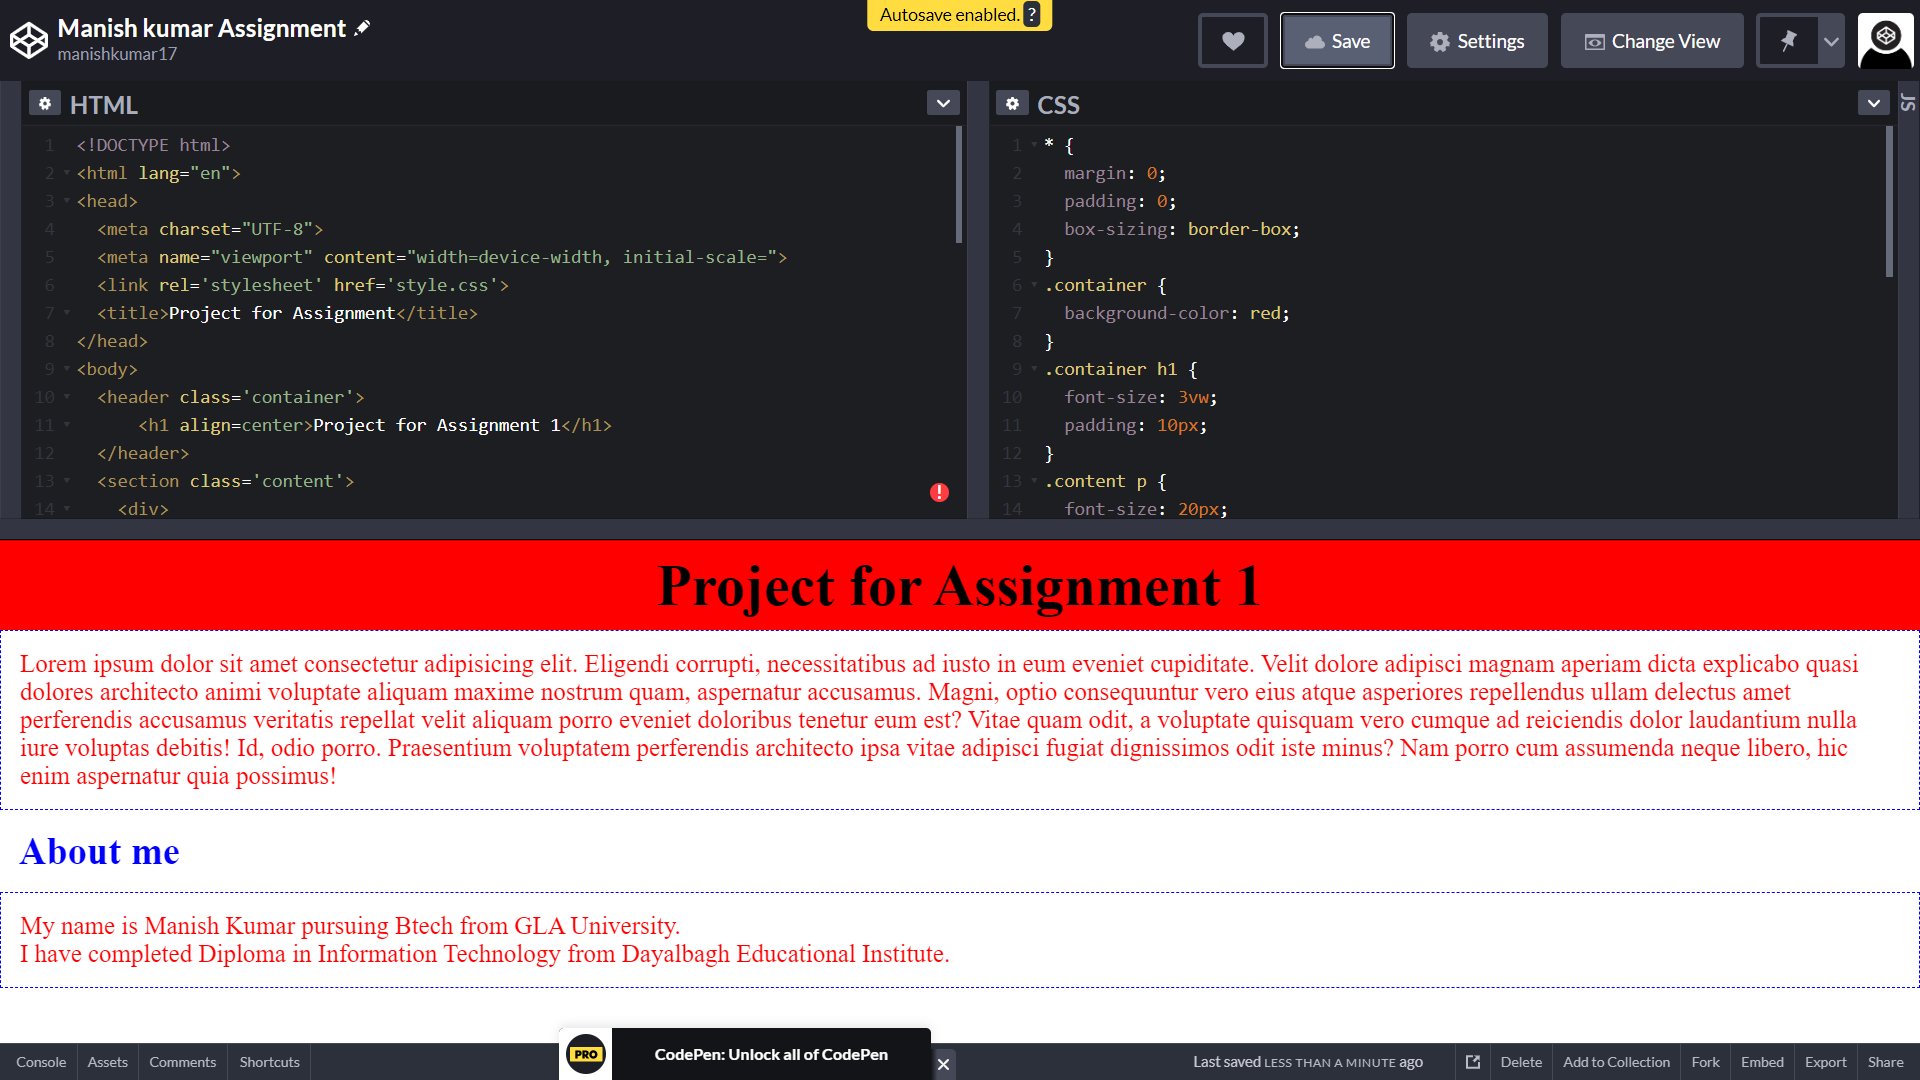 Manish kumar Assignment
manishkumar17
Autosave enabled. ?
Save
Settings
Change View
HTML
1 <!DOCTYPE html>
2 <html lang="en">
3 <head>
4 <meta charset="UTF-8">
5 <meta name="viewport" content="width=device-width, initial-scale=">
6 <link rel='stylesheet' href='style.css'>
7 <title>Project for Assignment</title>
8 </head>
9 <body>
10 <header class='container'>
11 <h1 align=center>Project for Assignment 1</h1>
12 </header>
13 <section class='content'>
14 <div>
CSS
1 * {
2 margin: 0;
3 padding: 0;
4 box-sizing: border-box;
5 }
6 .container {
7 background-color: red;
8 }
9 .container h1 {
10 font-size: 3vw;
11 padding: 10px;
12 }
13 .content p {
14 font-size: 20px;
JS
Project for Assignment 1
Lorem ipsum dolor sit amet consectetur adipisicing elit. Eligendi corrupti, necessitatibus ad iusto in eum eveniet cupiditate. Velit dolore adipisci magnam aperiam dicta explicabo quasi
dolores architecto animi voluptate aliquam maxime nostrum quam, aspernatur accusamus. Magni, optio consequuntur vero eius atque asperiores repellendus ullam delectus amet
perferendis accusamus veritatis repellat velit aliquam porro eveniet doloribus tenetur eum est? Vitae quam odit, a voluptate quisquam vero cumque ad reiciendis dolor laudantium nulla
iure voluptas debitis! Id, odio porro. Praesentium voluptatem perferendis architecto ipsa vitae adipisci fugiat dignissimos odit iste minus? Nam porro cum assumenda neque libero, hic
enim aspernatur quia possimus!
About me
My name is Manish Kumar pursuing Btech from GLA University.
I have completed Diploma in Information Technology from Dayalbagh Educational Institute.
Console
Assets
Comments
Shortcuts
PRO
CodePen: Unlock all of CodePen
Last saved LESS THAN A MINUTE ago
Delete
Add to Collection
Fork
Embed
Export
Share